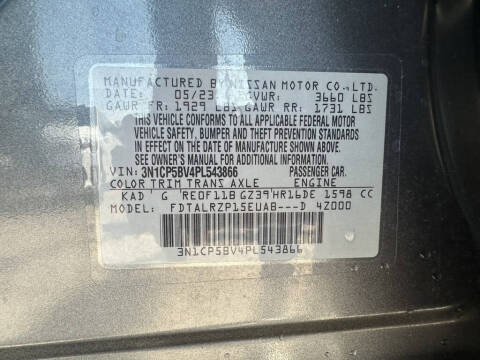 MANUFACTURED BY NISSAN MOTOR CO., LTD.
DATE: 05/23 GVWR: 3660 LBS
GAWR FR: 1929 LBS GAWR RR: 1731 LBS
THIS VEHICLE CONFORMS TO ALL APPLICABLE FEDERAL MOTOR
VEHICLE SAFETY, BUMPER AND THEFT PREVENTION STANDARDS
IN EFFECT ON THE DATE OF MANUFACTURE SHOWN ABOVE.
SEE OWNER'S MANUAL FOR ADDITIONAL INFORMATION.
VIN: 3N1CP5BV4PL543866 PASSENGER CAR.
COLOR TRIM TRANS AXLE ENGINE
KAD G RE0F11B GZ39 HR16DE 1598 CC
MODEL: FDTALRZP15EUA8---D 4Z000
3N1CP5BV4PL543866